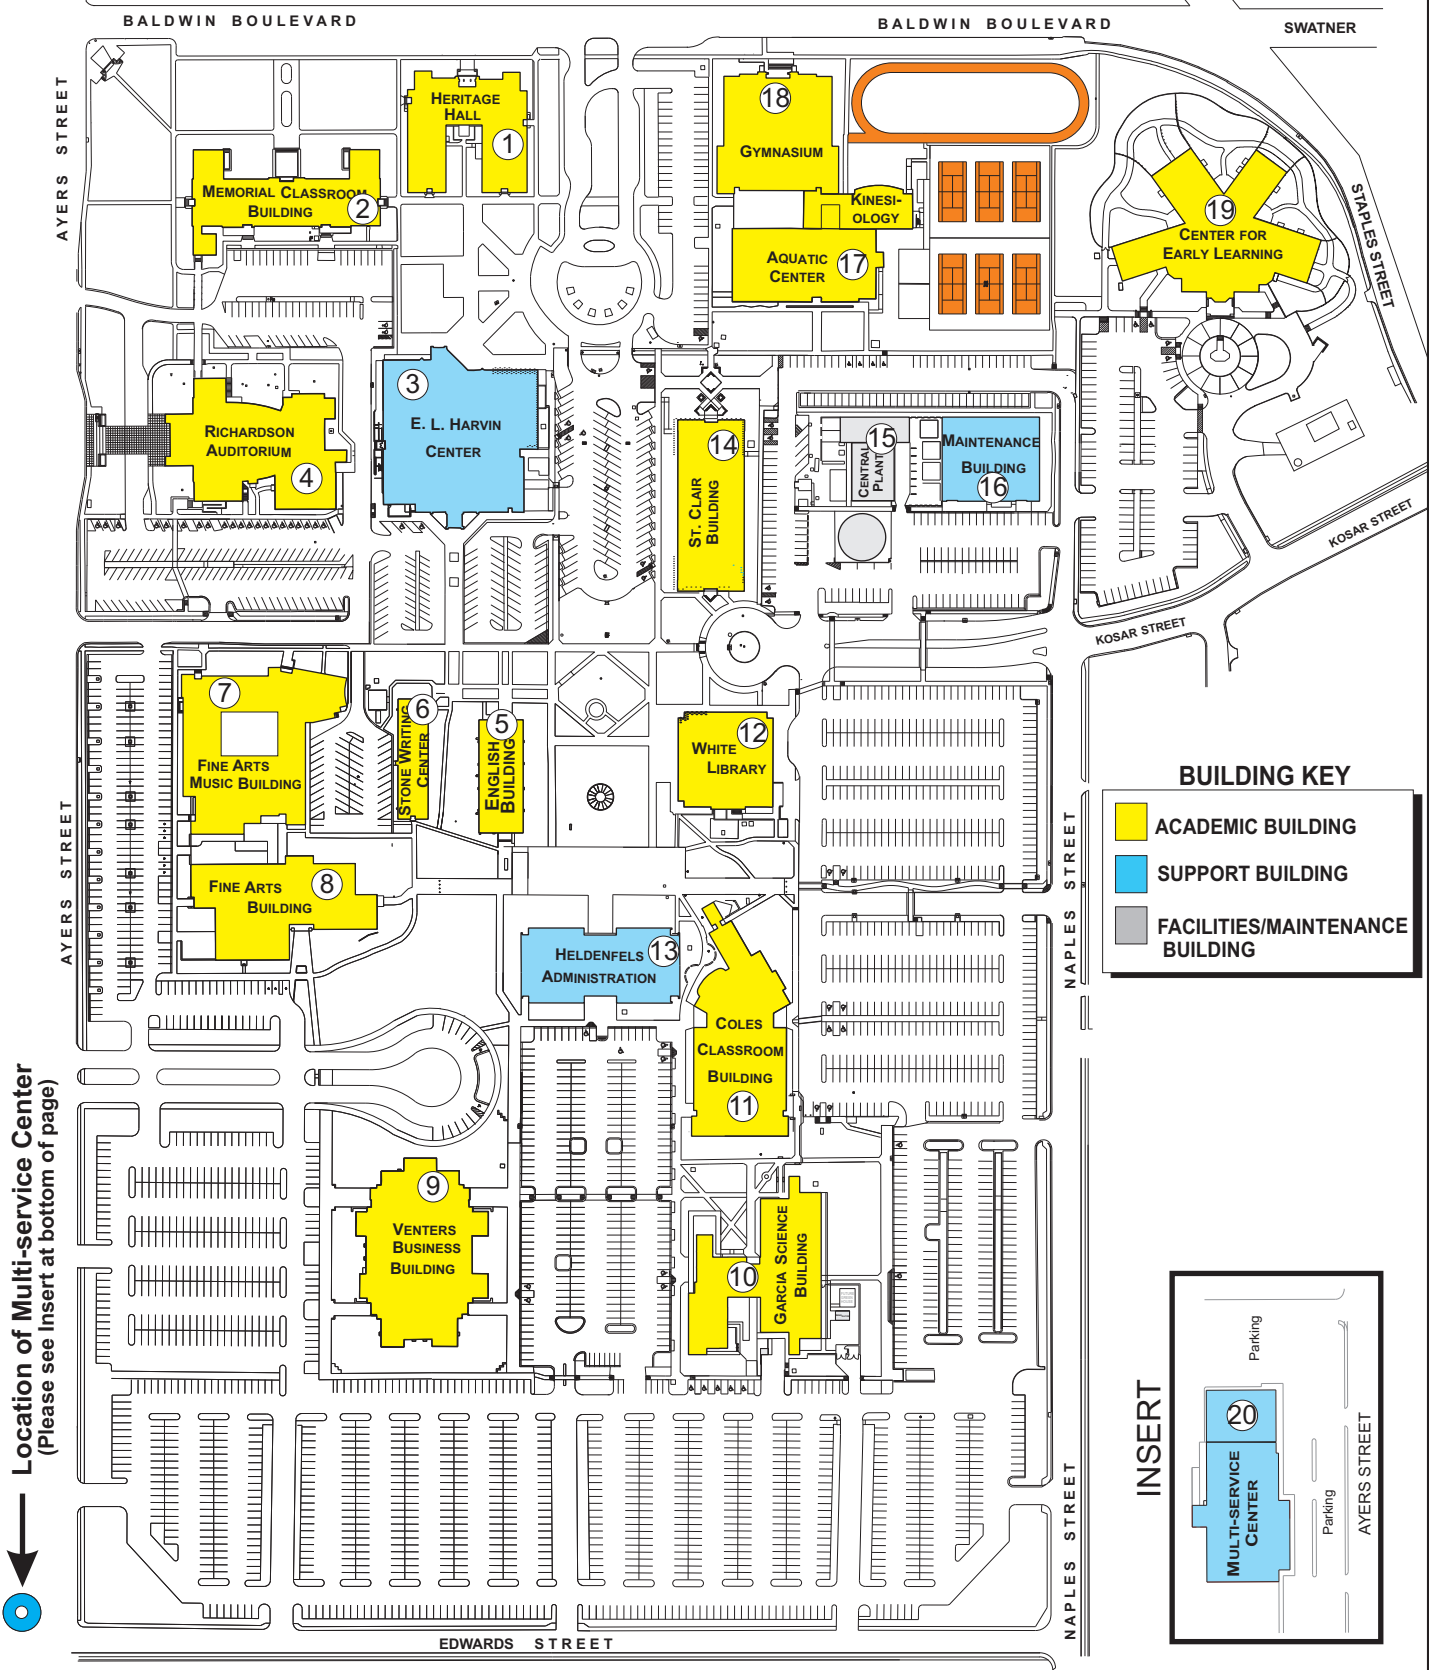 BALDWIN BOULEVARD
BALDWIN BOULEVARD
SWATNER
AYERS STREET
HERITAGE
HALL
1
MEMORIAL CLASSROOM
BUILDING
2
18
GYMNASIUM
KINESI-
OLOGY
AQUATIC
CENTER
17
19
CENTER FOR
EARLY LEARNING
STAPLES STREET
3
E. L. HARVIN
CENTER
RICHARDSON
AUDITORIUM
4
14
ST. CLAIR
BUILDING
15
CENTRAL
PLANT
MAINTENANCE
BUILDING
16
KOSAR STREET
KOSAR STREET
7
FINE ARTS
MUSIC BUILDING
6
STONE WRITING
CENTER
5
ENGLISH
BUILDING
12
WHITE
LIBRARY
AYERS STREET
NAPLES STREET
BUILDING KEY
ACADEMIC BUILDING
SUPPORT BUILDING
FACILITIES/MAINTENANCE
BUILDING
FINE ARTS
BUILDING
8
HELDENFELS
ADMINISTRATION
13
COLES
CLASSROOM
BUILDING
11
Location of Multi-service Center
(Please see Insert at bottom of page)
9
VENTERS
BUSINESS
BUILDING
10
GARCIA SCIENCE
BUILDING
NAPLES STREET
EDWARDS STREET
INSERT
Parking
20
MULTI-SERVICE
CENTER
Parking
AYERS STREET